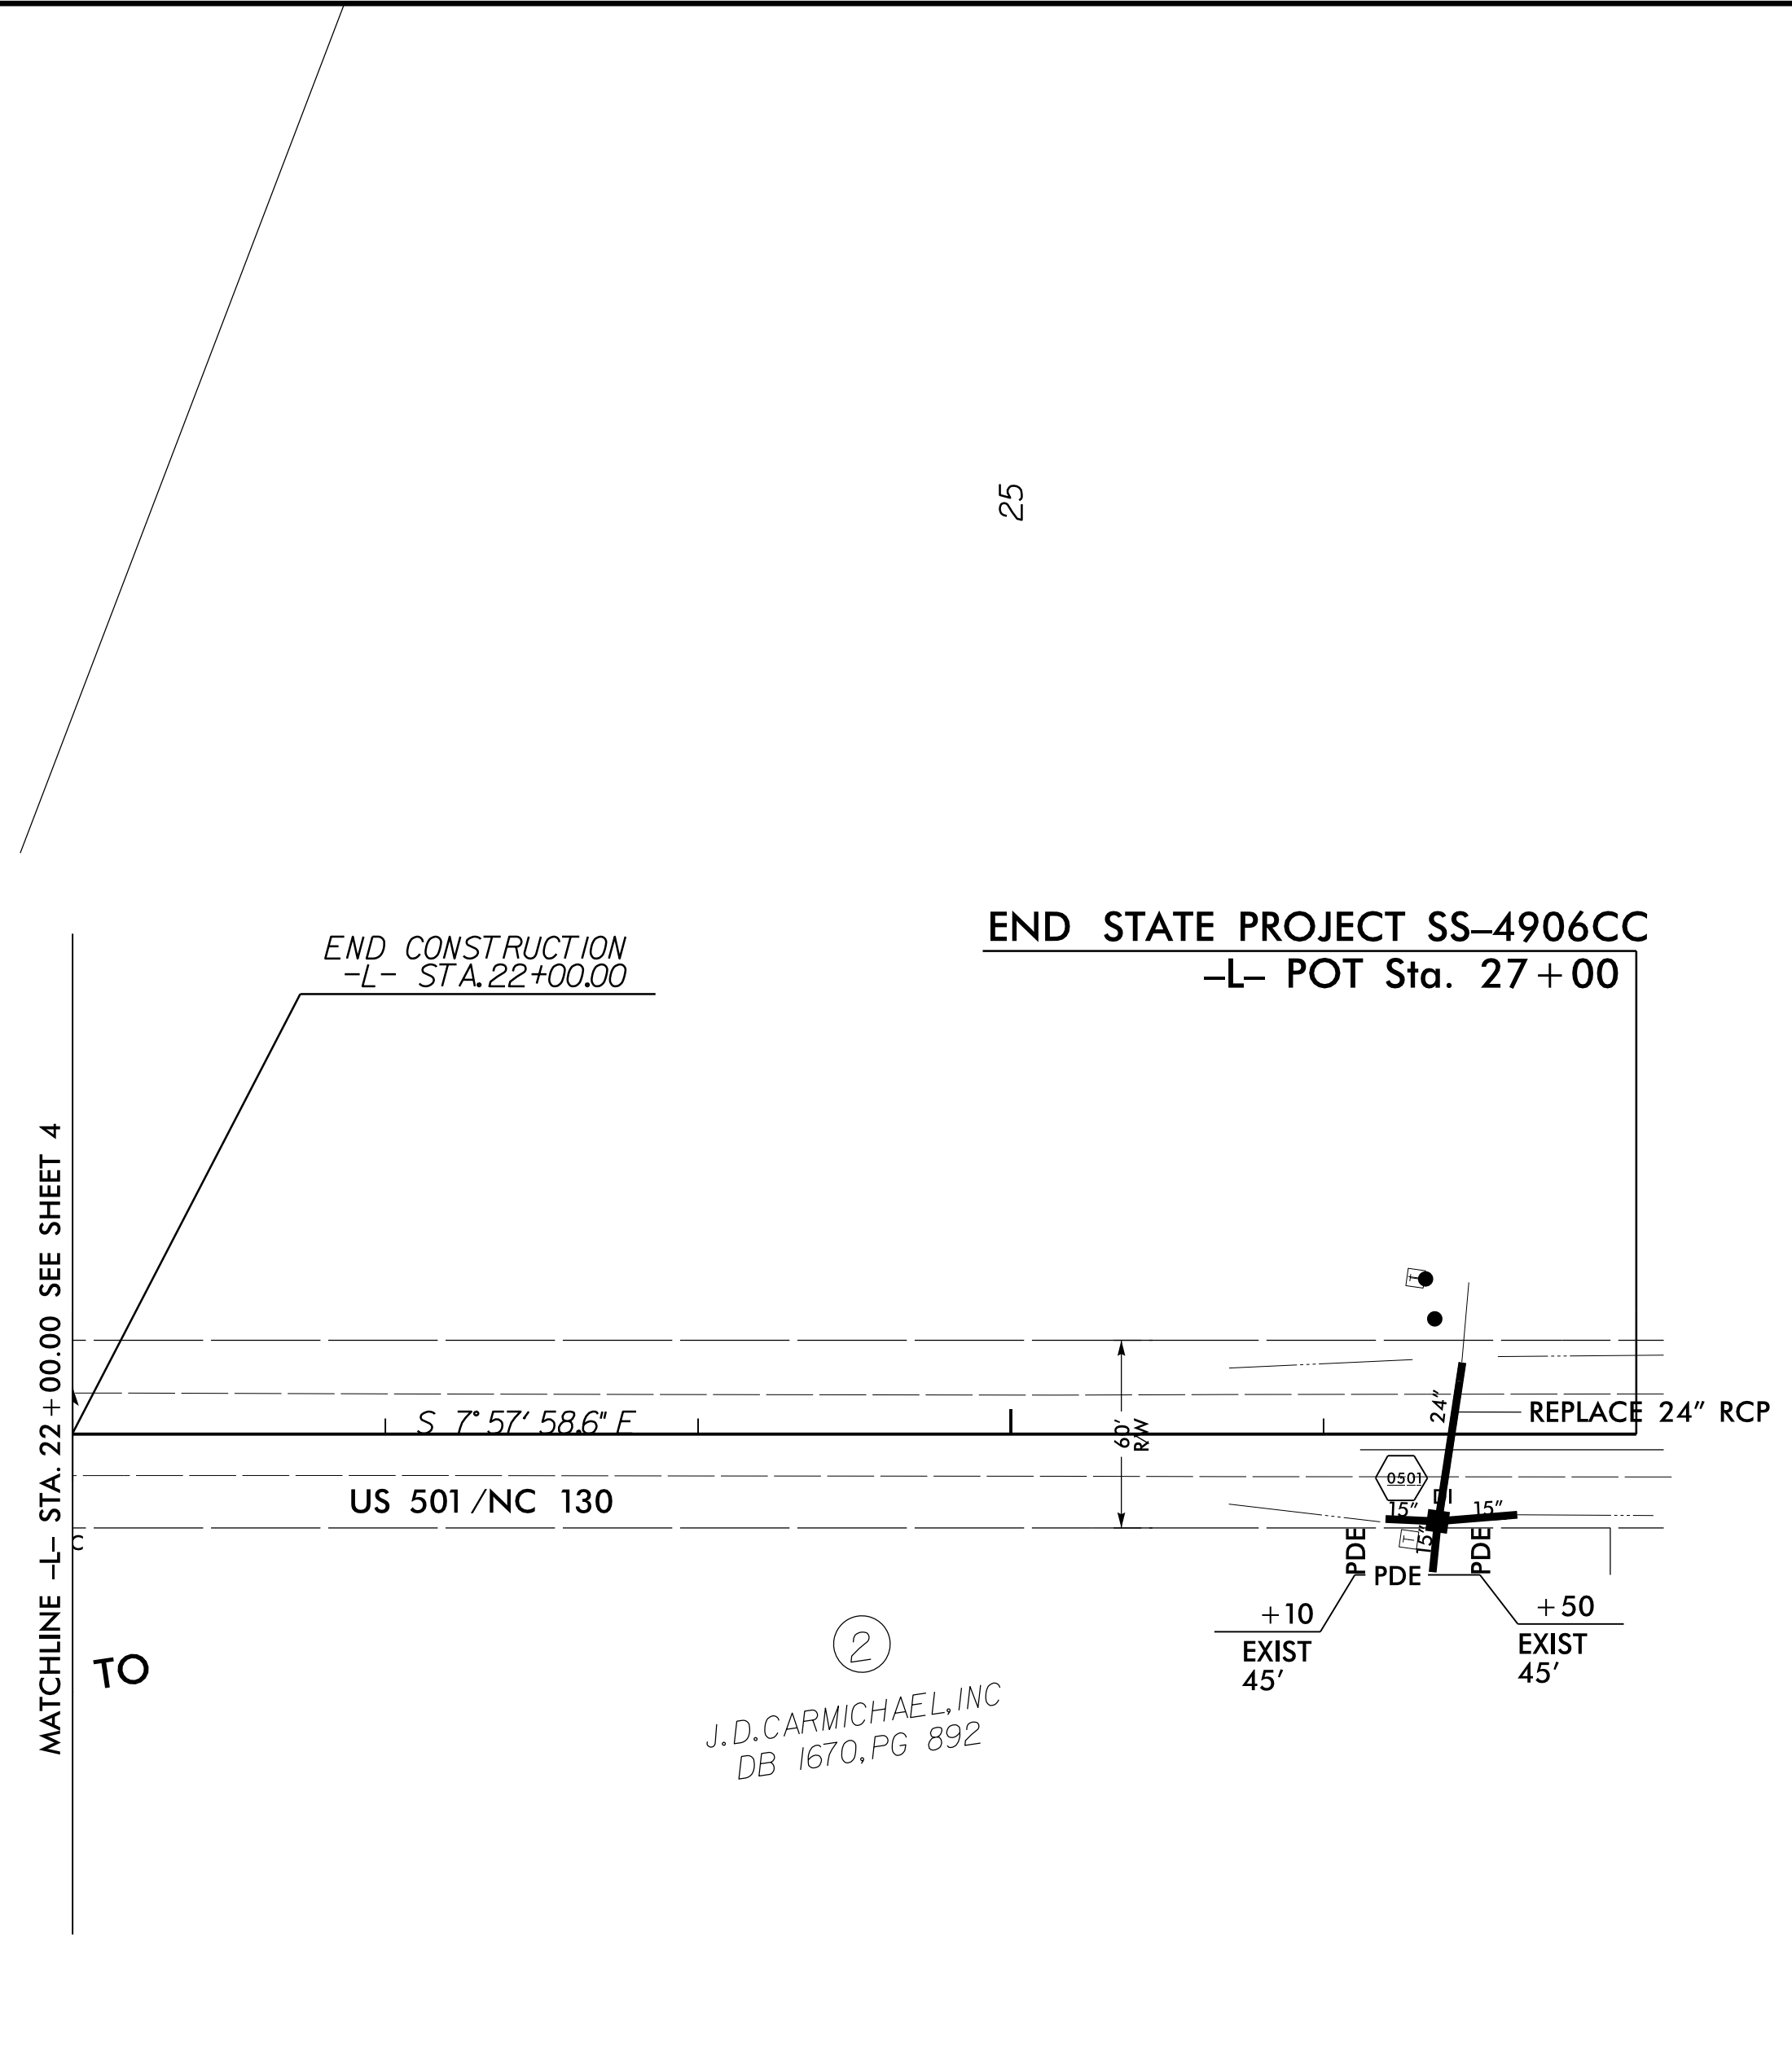 25
END CONSTRUCTION
-L- STA.22+00.00
END STATE PROJECT SS-4906CC
-L- POT Sta. 27+00
MATCHLINE -L- STA. 22+00.00 SEE SHEET 4
S 7° 57' 58.6" E
US 501/NC 130
60'
R/W
24"
REPLACE 24" RCP
0501
DI
15"
15"
15"
T
T
C
PDE
PDE
PDE
+10
EXIST
45'
+50
EXIST
45'
TO
2
J.D.CARMICHAEL, INC
DB 1670, PG 892